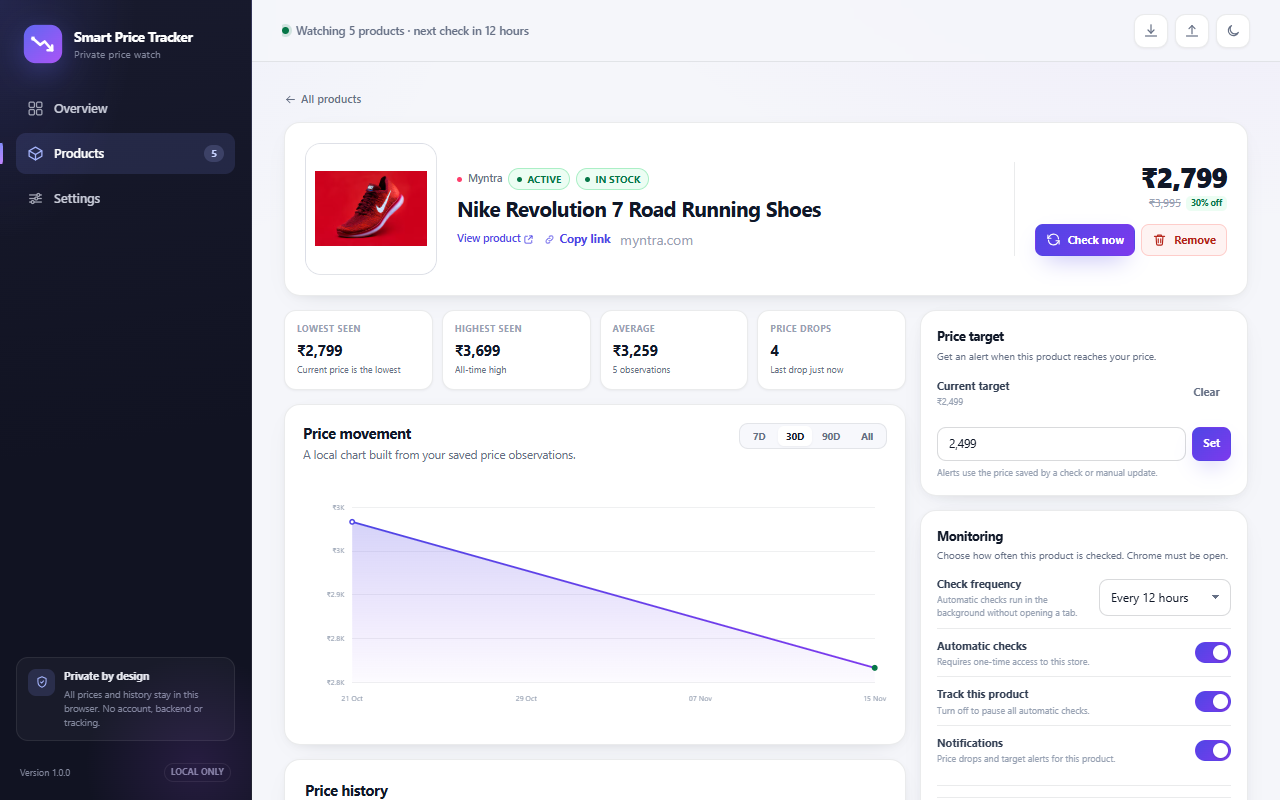 Smart Price Tracker
Private price watch
Overview
Products 5
Settings
Private by design
All prices and history stay in this
browser. No account, backend or
tracking.
Version 1.0.0 LOCAL ONLY
Watching 5 products · next check in 12 hours
← All products
Myntra ACTIVE IN STOCK
Nike Revolution 7 Road Running Shoes
View product Copy link myntra.com
₹2,799
₹3,995 30% off
Check now Remove
LOWEST SEEN
₹2,799
Current price is the lowest
HIGHEST SEEN
₹3,699
All-time high
AVERAGE
₹3,259
5 observations
PRICE DROPS
4
Last drop just now
Price movement
A local chart built from your saved price observations.
7D 30D 90D All
₹3K
₹3K
₹2.9K
₹2.8K
₹2.8K
21 Oct 29 Oct 07 Nov 15 Nov
Price history
Price target
Get an alert when this product reaches your price.
Current target
₹2,499
Clear
2,499 Set
Alerts use the price saved by a check or manual update.
Monitoring
Choose how often this product is checked. Chrome must be open.
Check frequency
Automatic checks run in the
background without opening a tab.
Every 12 hours
Automatic checks
Requires one-time access to this store.
Track this product
Turn off to pause all automatic checks.
Notifications
Price drops and target alerts for this product.